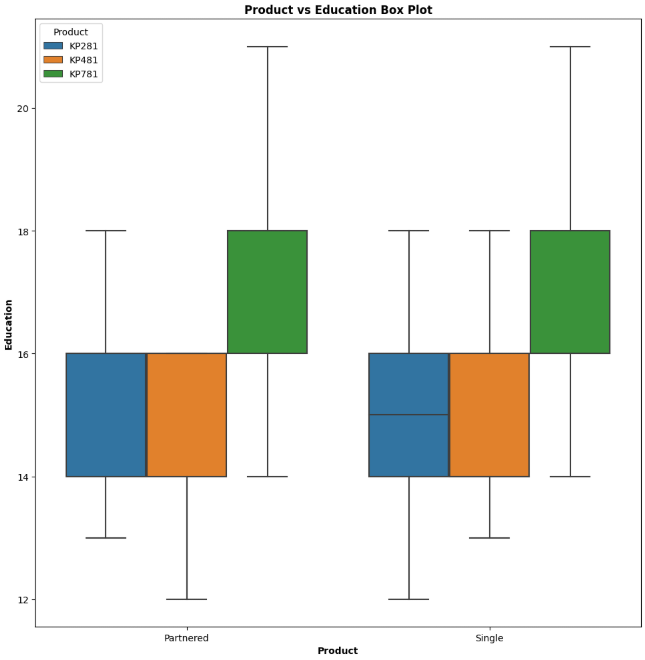 Product vs Education Box Plot
Product
KP281
KP481
KP781
Education
20
18
16
14
12
Partnered
Single
Product